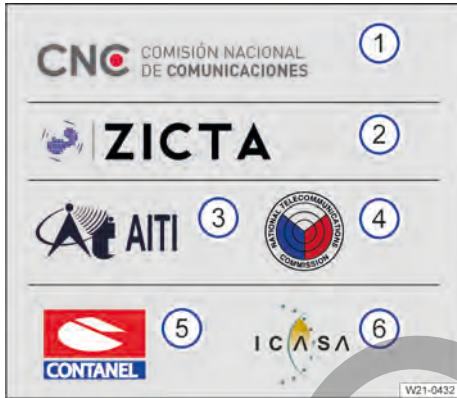 CNC COMISIÓN NACIONAL
DE COMUNICACIONES
1
ZICTA
2
At AITI
3
NATIONAL TELECOMMUNICATIONS
COMMISSION
4
CONTANEL
5
ICASA
6
W21-0432